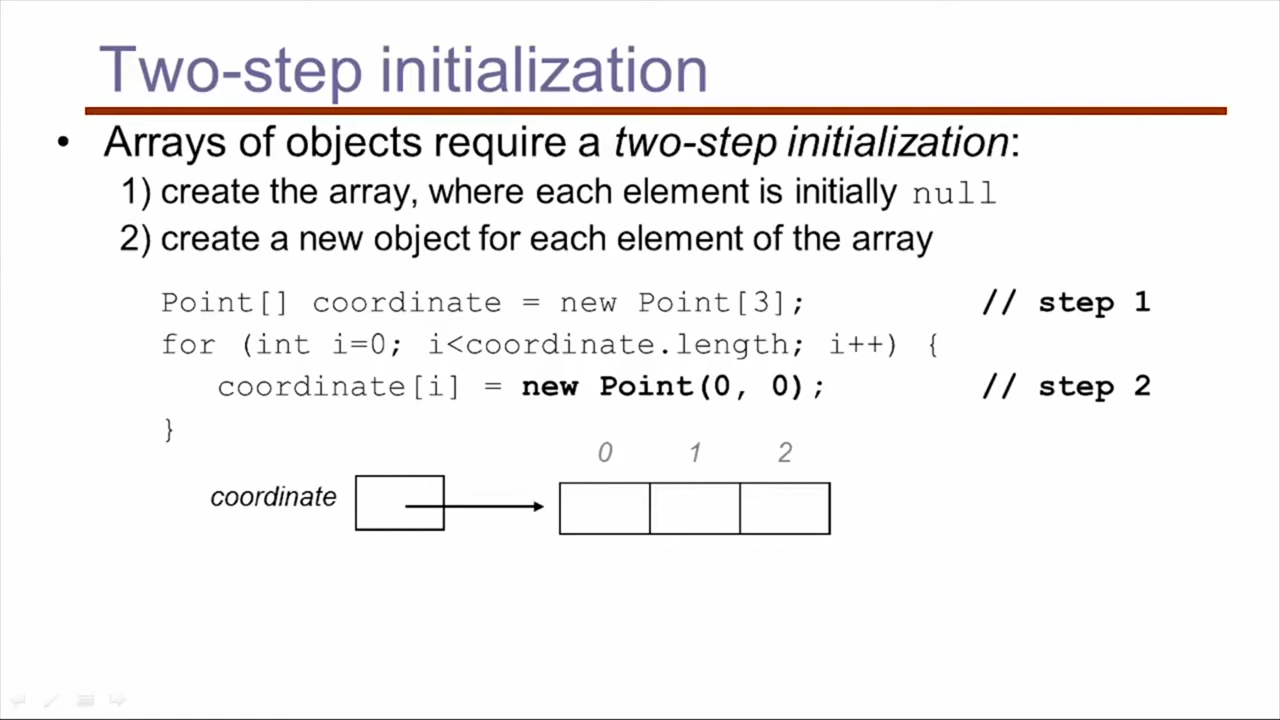 Two-step initialization
• Arrays of objects require a two-step initialization:
1) create the array, where each element is initially null
2) create a new object for each element of the array
Point[] coordinate = new Point[3]; // step 1
for (int i=0; i<coordinate.length; i++) {
coordinate[i] = new Point(0, 0); // step 2
}
0 1 2
coordinate